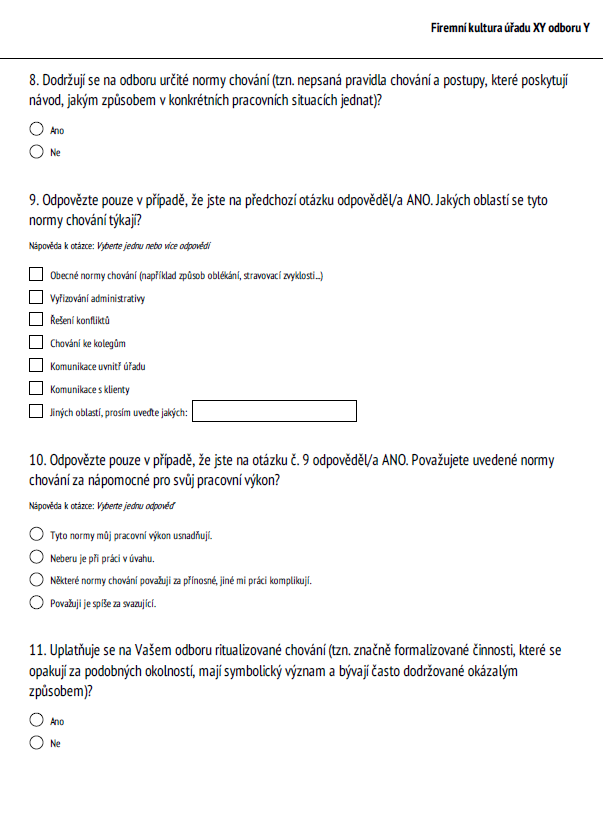 Firemní kultura úřadu XY odboru Y
8. Dodržují se na odboru určité normy chování (tzn. nepsaná pravidla chování a postupy, které poskytují
návod, jakým způsobem v konkrétních pracovních situacích jednat)?
Ano
Ne
9. Odpovězte pouze v případě, že jste na předchozí otázku odpověděl/a ANO. Jakých oblastí se tyto
normy chování týkají?
Nápověda k otázce: Vyberte jednu nebo více odpovědí
Obecné normy chování (například způsob oblékání, stravovací zvyklosti...)
Vyřizování administrativy
Řešení konfliktů
Chování ke kolegům
Komunikace uvnitř úřadu
Komunikace s klienty
Jiných oblastí, prosím uveďte jakých:
10. Odpovězte pouze v případě, že jste na otázku č. 9 odpověděl/a ANO. Považujete uvedené normy
chování za nápomocné pro svůj pracovní výkon?
Nápověda k otázce: Vyberte jednu odpověď
Tyto normy můj pracovní výkon usnadňují.
Neberu je při práci v úvahu.
Některé normy chování považuji za přínosné, jiné mi práci komplikují.
Považuji je spíše za svazující.
11. Uplatňuje se na Vašem odboru ritualizované chování (tzn. značně formalizované činnosti, které se
opakují za podobných okolností, mají symbolický význam a bývají často dodržované okázalým
způsobem)?
Ano
Ne